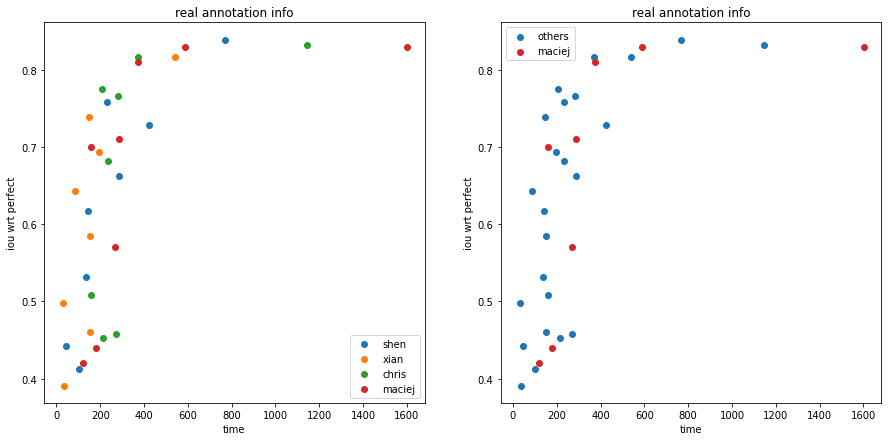 real annotation info
iou wrt perfect
0.8
0.7
0.6
0.5
0.4
shen
xian
chris
maciej
0 200 400 600 800 1000 1200 1400 1600
time
real annotation info
others
maciej
iou wrt perfect
0.8
0.7
0.6
0.5
0.4
0 200 400 600 800 1000 1200 1400 1600
time